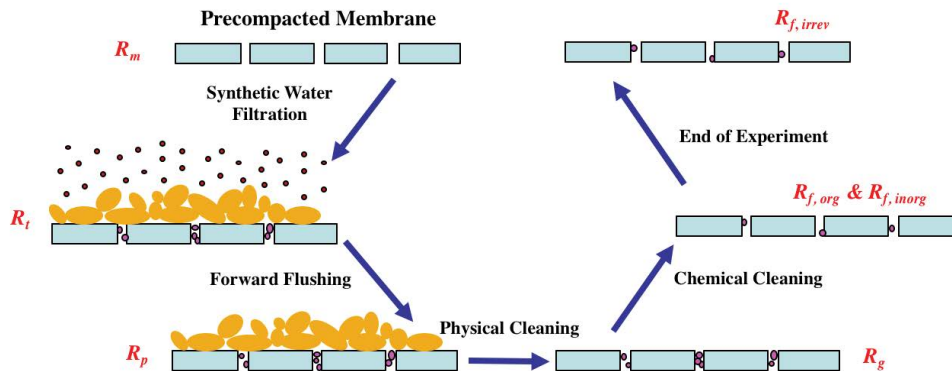 Precompacted Membrane
R_m
Synthetic Water
Filtration
R_t
Forward Flushing
R_p
Physical Cleaning
R_g
Chemical Cleaning
R_f, org & R_f, inorg
End of Experiment
R_f, irrev